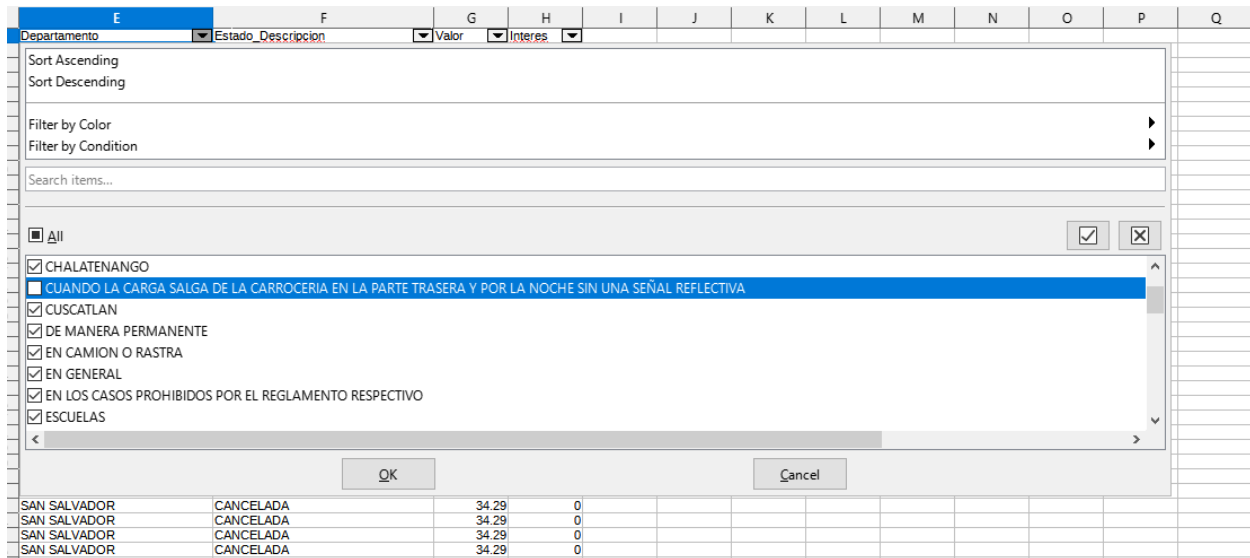 E F G H I J K L M N O P Q
Departamento Estado_Descripcion Valor Interes
Sort Ascending
Sort Descending
Filter by Color
Filter by Condition
Search items...
All
CHALATENANGO
CUANDO LA CARGA SALGA DE LA CARROCERIA EN LA PARTE TRASERA Y POR LA NOCHE SIN UNA SEÑAL REFLECTIVA
CUSCATLAN
DE MANERA PERMANENTE
EN CAMION O RASTRA
EN GENERAL
EN LOS CASOS PROHIBIDOS POR EL REGLAMENTO RESPECTIVO
ESCUELAS
OK Cancel
SAN SALVADOR CANCELADA 34.29 0
SAN SALVADOR CANCELADA 34.29 0
SAN SALVADOR CANCELADA 34.29 0
SAN SALVADOR CANCELADA 34.29 0